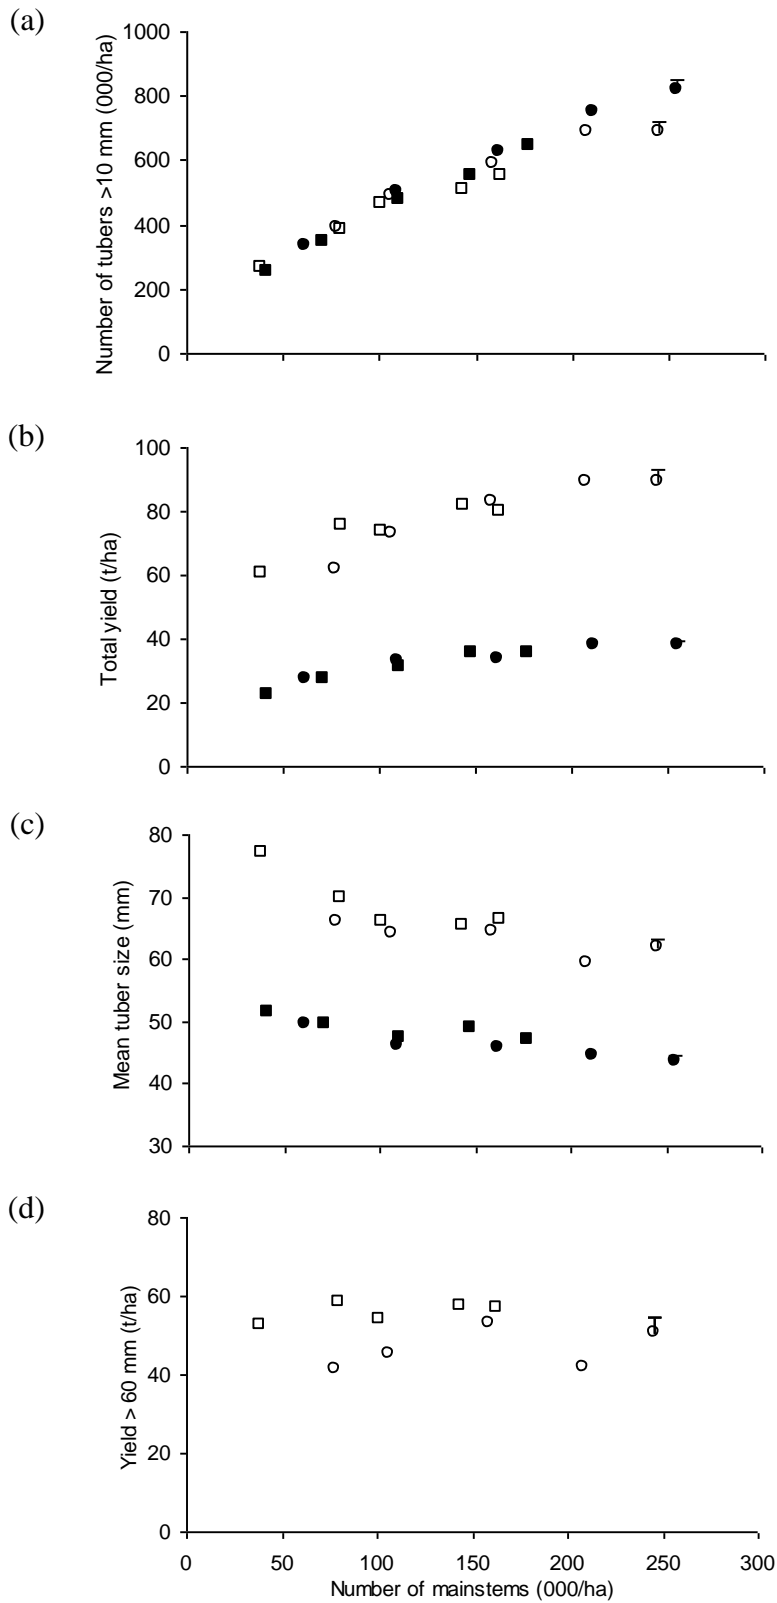 (a)
Number of tubers >10 mm (000/ha)
1000
800
600
400
200
0
(b)
Total yield (t/ha)
100
80
60
40
20
0
(c)
Mean tuber size (mm)
80
70
60
50
40
30
(d)
Yield > 60 mm (t/ha)
80
60
40
20
0
0 50 100 150 200 250 300
Number of mainstems (000/ha)